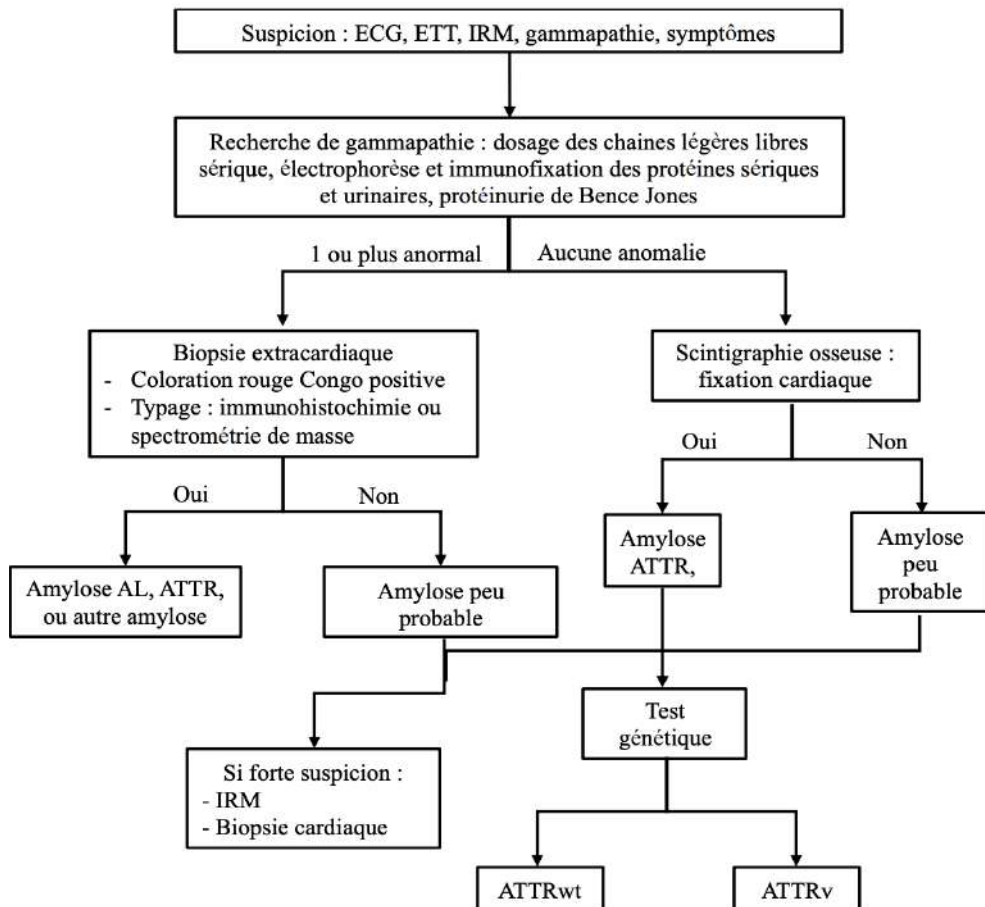 Suspicion : ECG, ETT, IRM, gammapathie, symptômes
Recherche de gammapathie : dosage des chaines légères libres
sérique, électrophorèse et immunofixation des protéines sériques
et urinaires, protéinurie de Bence Jones
1 ou plus anormal
Aucune anomalie
Biopsie extracardiaque
- Coloration rouge Congo positive
- Typage : immunohistochimie ou
spectrométrie de masse
Scintigraphie osseuse :
fixation cardiaque
Oui
Non
Oui
Non
Amylose AL, ATTR,
ou autre amylose
Amylose peu
probable
Amylose
ATTR,
Amylose
peu
probable
Si forte suspicion :
- IRM
- Biopsie cardiaque
Test
génétique
ATTRwt
ATTRv